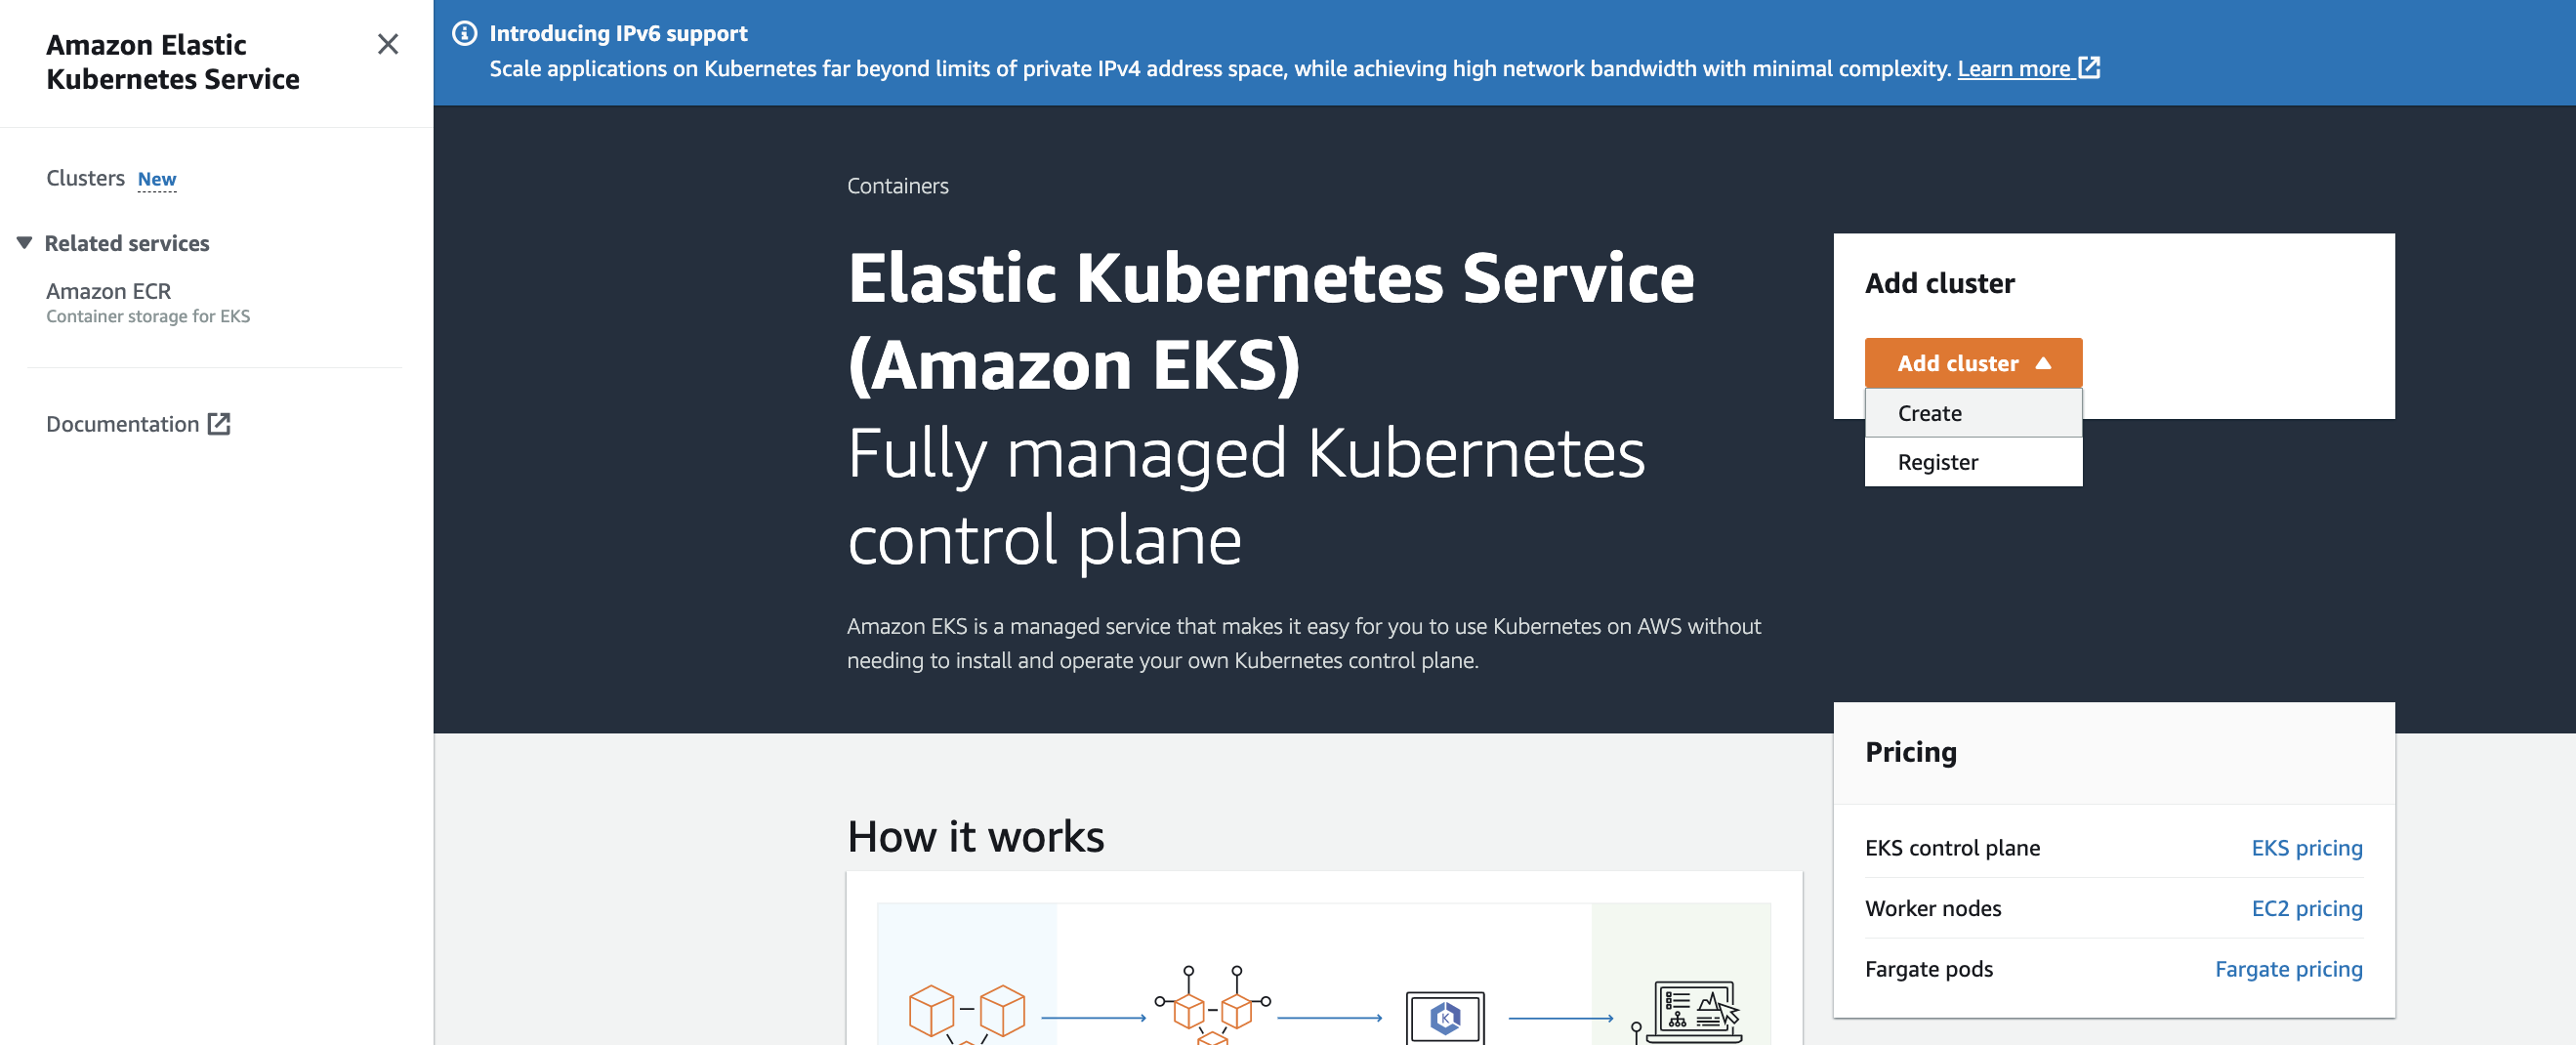 Amazon Elastic
Kubernetes Service
Clusters New
Related services
Amazon ECR
Container storage for EKS
Documentation
Introducing IPv6 support
Scale applications on Kubernetes far beyond limits of private IPv4 address space, while achieving high network bandwidth with minimal complexity. Learn more
Containers
Elastic Kubernetes Service
(Amazon EKS)
Fully managed Kubernetes
control plane
Amazon EKS is a managed service that makes it easy for you to use Kubernetes on AWS without
needing to install and operate your own Kubernetes control plane.
Add cluster
Add cluster
Create
Register
How it works
K
Pricing
EKS control plane EKS pricing
Worker nodes EC2 pricing
Fargate pods Fargate pricing